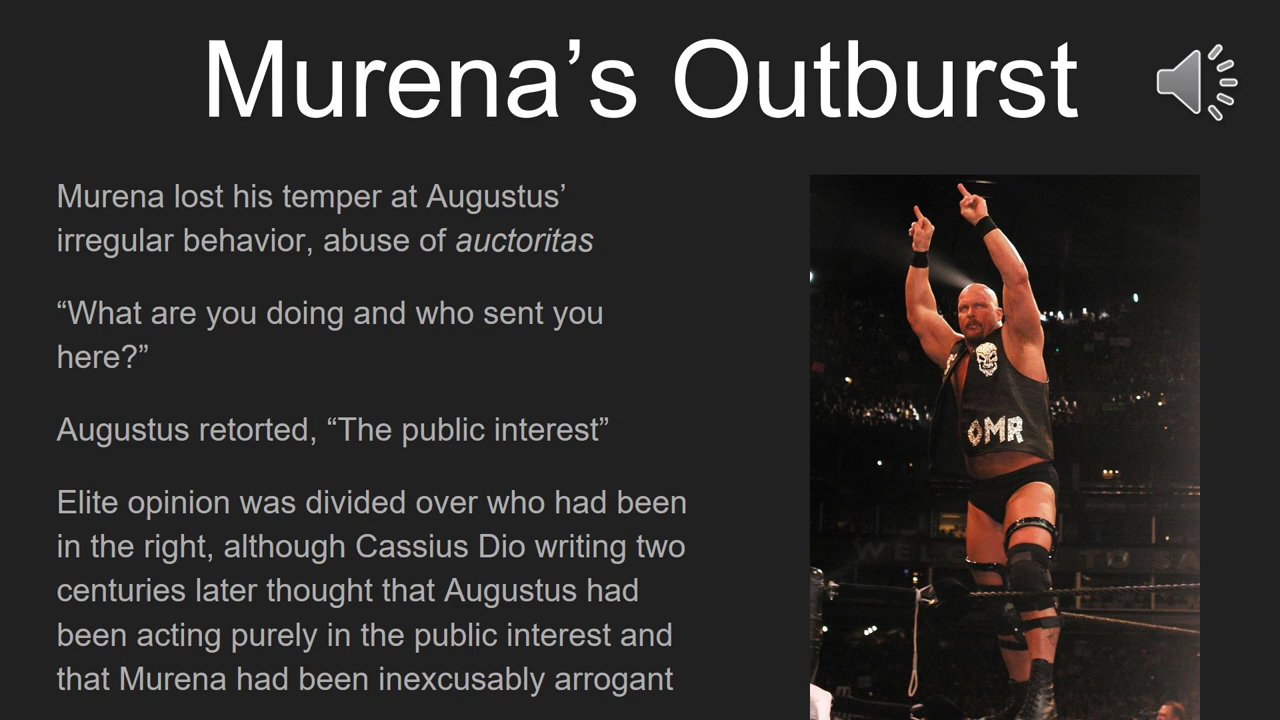 Murena’s Outburst
Murena lost his temper at Augustus’
irregular behavior, abuse of auctoritas
“What are you doing and who sent you
here?”
Augustus retorted, “The public interest”
Elite opinion was divided over who had been
in the right, although Cassius Dio writing two
centuries later thought that Augustus had
been acting purely in the public interest and
that Murena had been inexcusably arrogant
OMR